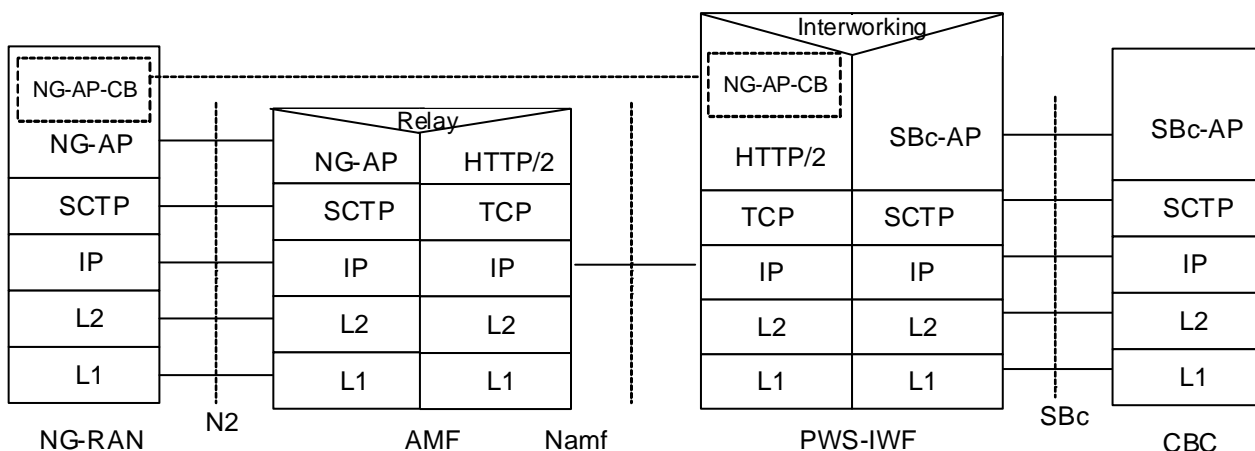 Interworking
NG-AP-CB
NG-AP
SCTP
IP
L2
L1
NG-RAN
N2
Relay
NG-AP
HTTP/2
SCTP
TCP
IP
IP
L2
L2
L1
L1
AMF
Namf
NG-AP-CB
HTTP/2
SBc-AP
TCP
SCTP
IP
IP
L2
L2
L1
L1
PWS-IWF
SBc
SBc-AP
SCTP
IP
L2
L1
CBC